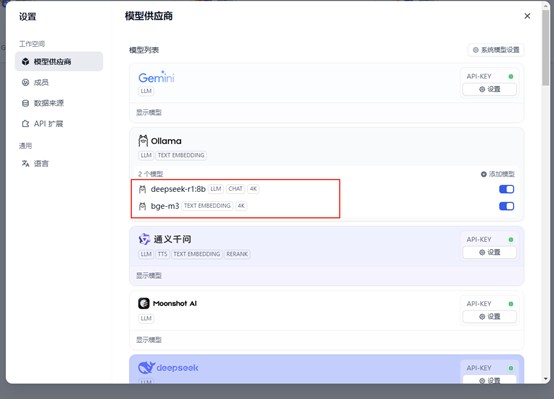 设置
模型供应商
工作空间
模型供应商
成员
数据来源
API 扩展
通用
语言
模型列表
系统模型设置
Gemini
LLM
API-KEY
设置
显示模型
Ollama
LLM TEXT EMBEDDING
2 个模型
添加模型
deepseek-r1:8b LLM CHAT 4K
bge-m3 TEXT EMBEDDING 4K
通义千问
LLM TTS TEXT EMBEDDING RERANK
API-KEY
设置
显示模型
Moonshot AI
LLM
API-KEY
设置
显示模型
deepseek
LLM
API-KEY
设置